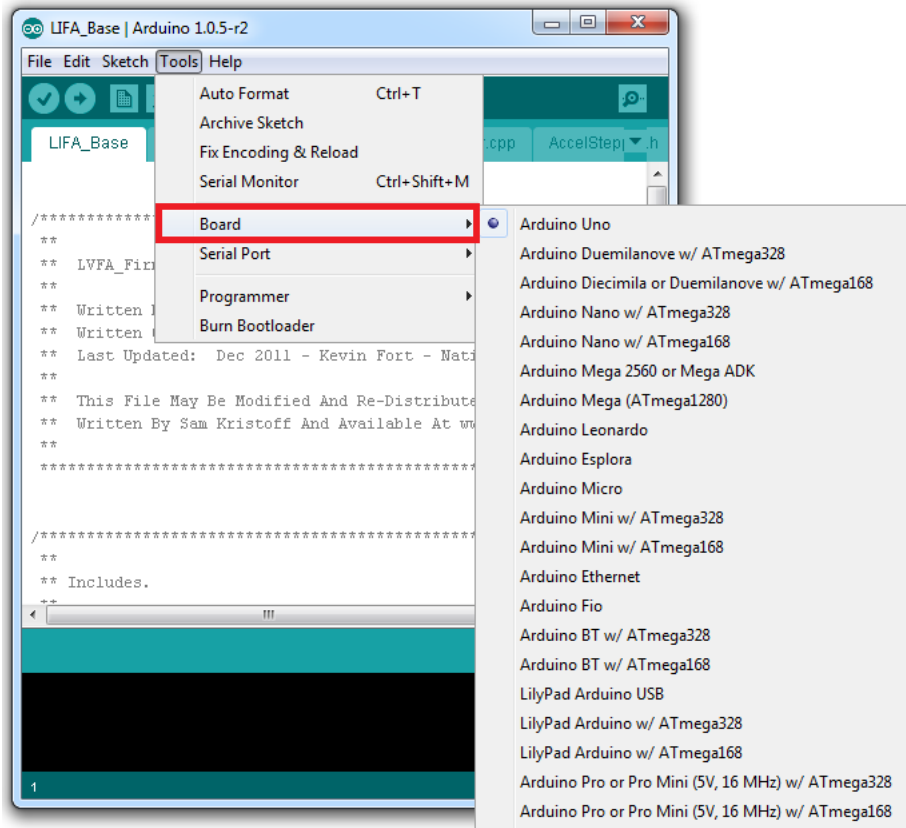 LIFA_Base | Arduino 1.0.5-r2
File Edit Sketch Tools Help
Auto Format Ctrl+T
Archive Sketch
Fix Encoding & Reload
Serial Monitor Ctrl+Shift+M
Board
Serial Port
Programmer
Burn Bootloader
LIFA_Base .cpp AccelStep .h
/*************
**
** LVFA_Fir
**
** Written
** Written
** Last Updated: Dec 2011 - Kevin Fort - Nati
**
** This File May Be Modified And Re-Distribute
** Written By Sam Kristoff And Available At ww
**
***********************************************
/***********************************************
**
** Includes.
**
1
Arduino Uno
Arduino Duemilanove w/ ATmega328
Arduino Diecimila or Duemilanove w/ ATmega168
Arduino Nano w/ ATmega328
Arduino Nano w/ ATmega168
Arduino Mega 2560 or Mega ADK
Arduino Mega (ATmega1280)
Arduino Leonardo
Arduino Esplora
Arduino Micro
Arduino Mini w/ ATmega328
Arduino Mini w/ ATmega168
Arduino Ethernet
Arduino Fio
Arduino BT w/ ATmega328
Arduino BT w/ ATmega168
LilyPad Arduino USB
LilyPad Arduino w/ ATmega328
LilyPad Arduino w/ ATmega168
Arduino Pro or Pro Mini (5V, 16 MHz) w/ ATmega328
Arduino Pro or Pro Mini (5V, 16 MHz) w/ ATmega168